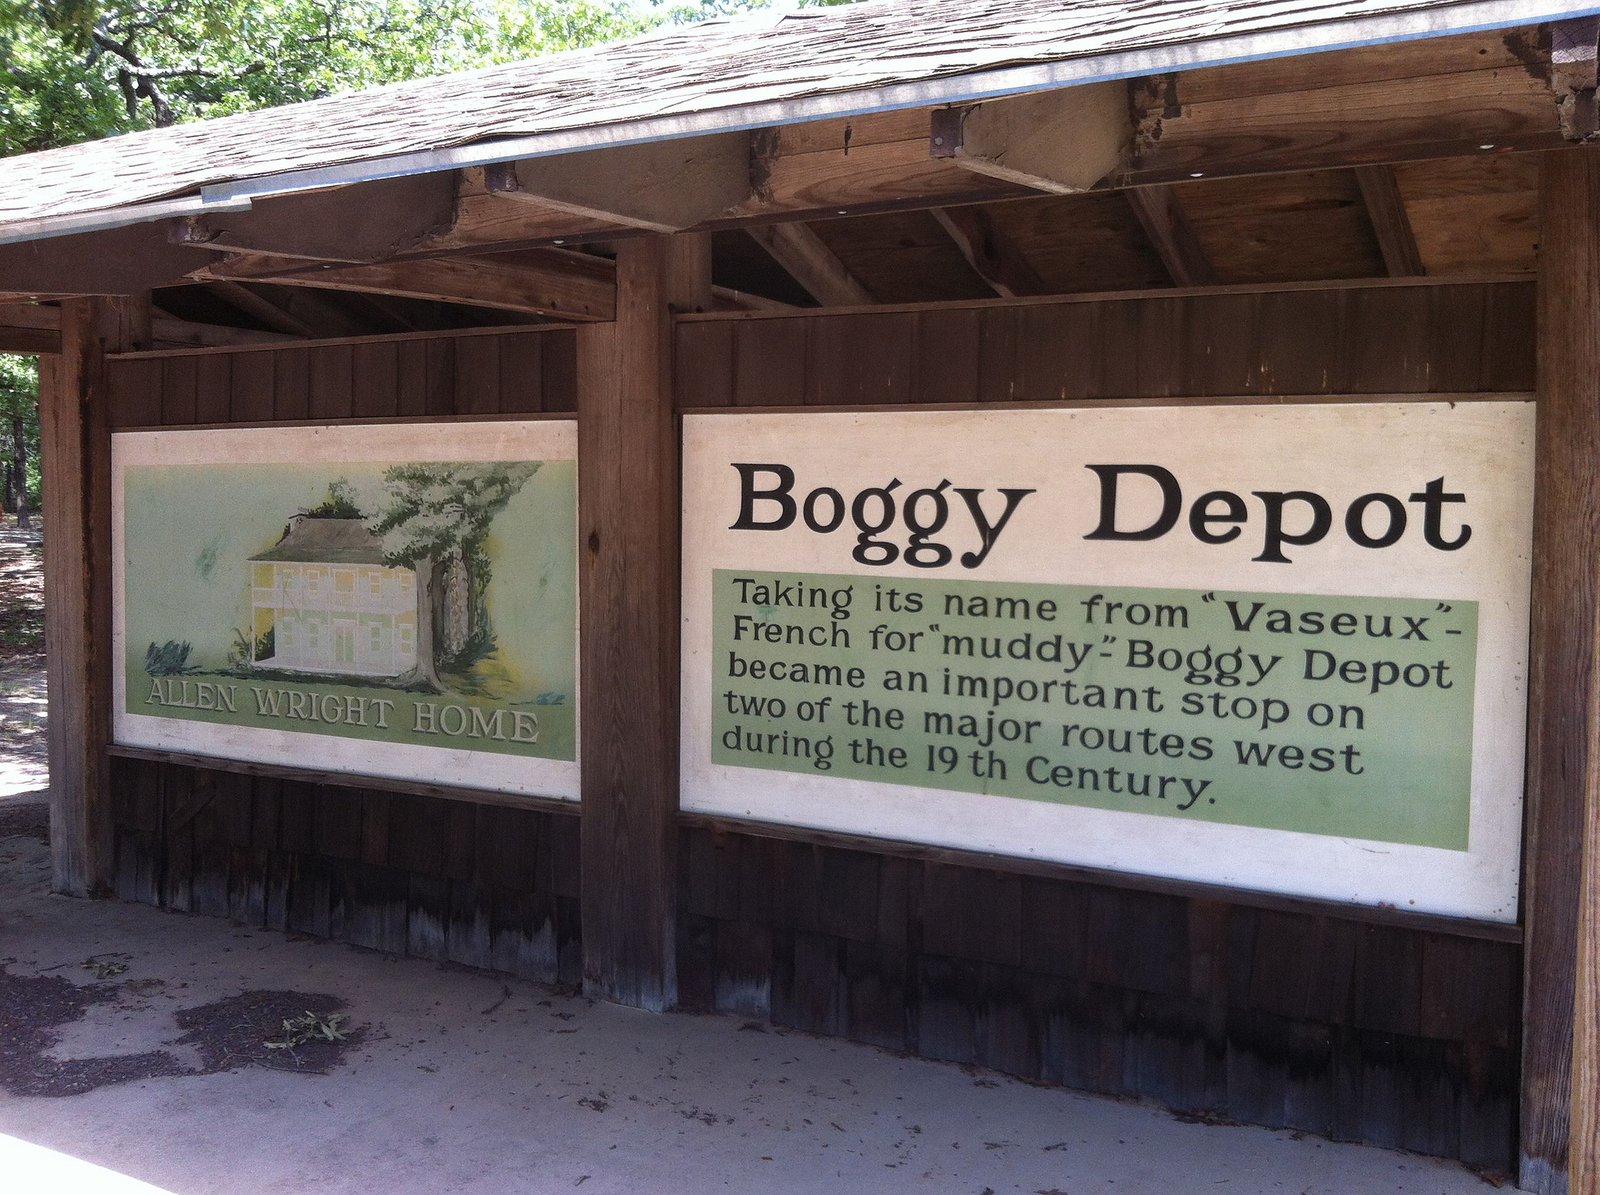 ALLEN WRIGHT HOME
Boggy Depot
Taking its name from "Vaseux"-
French for "muddy"- Boggy Depot
became an important stop on
two of the major routes west
during the 19th Century.